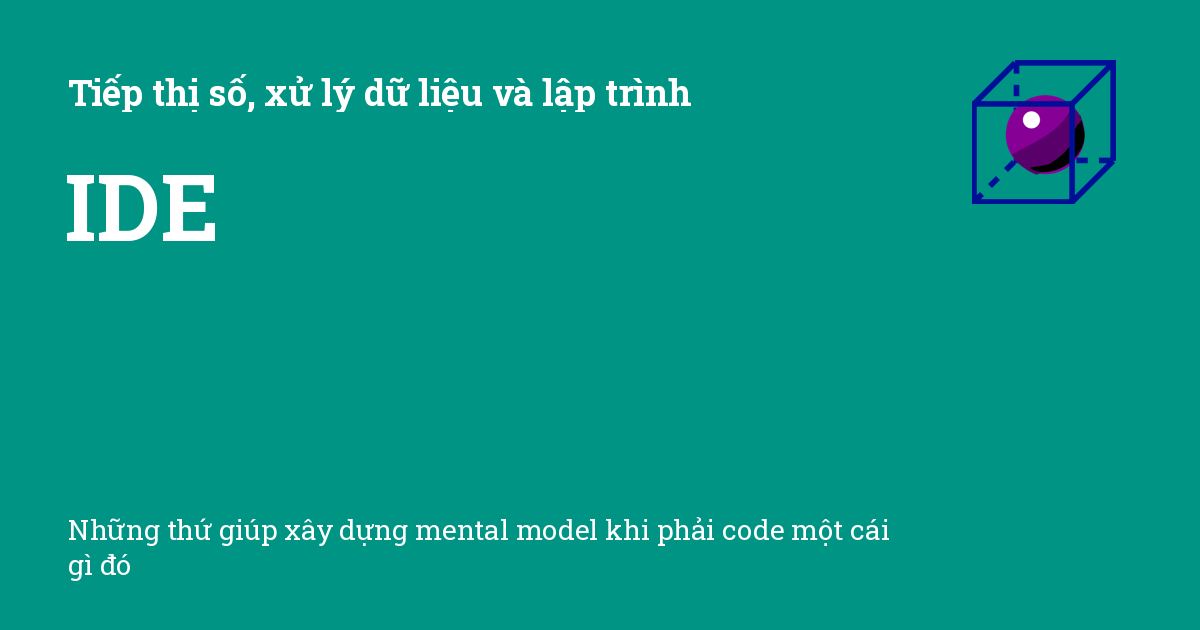 Tiếp thị số, xử lý dữ liệu và lập trình
IDE
Những thứ giúp xây dựng mental model khi phải code một cái
gì đó